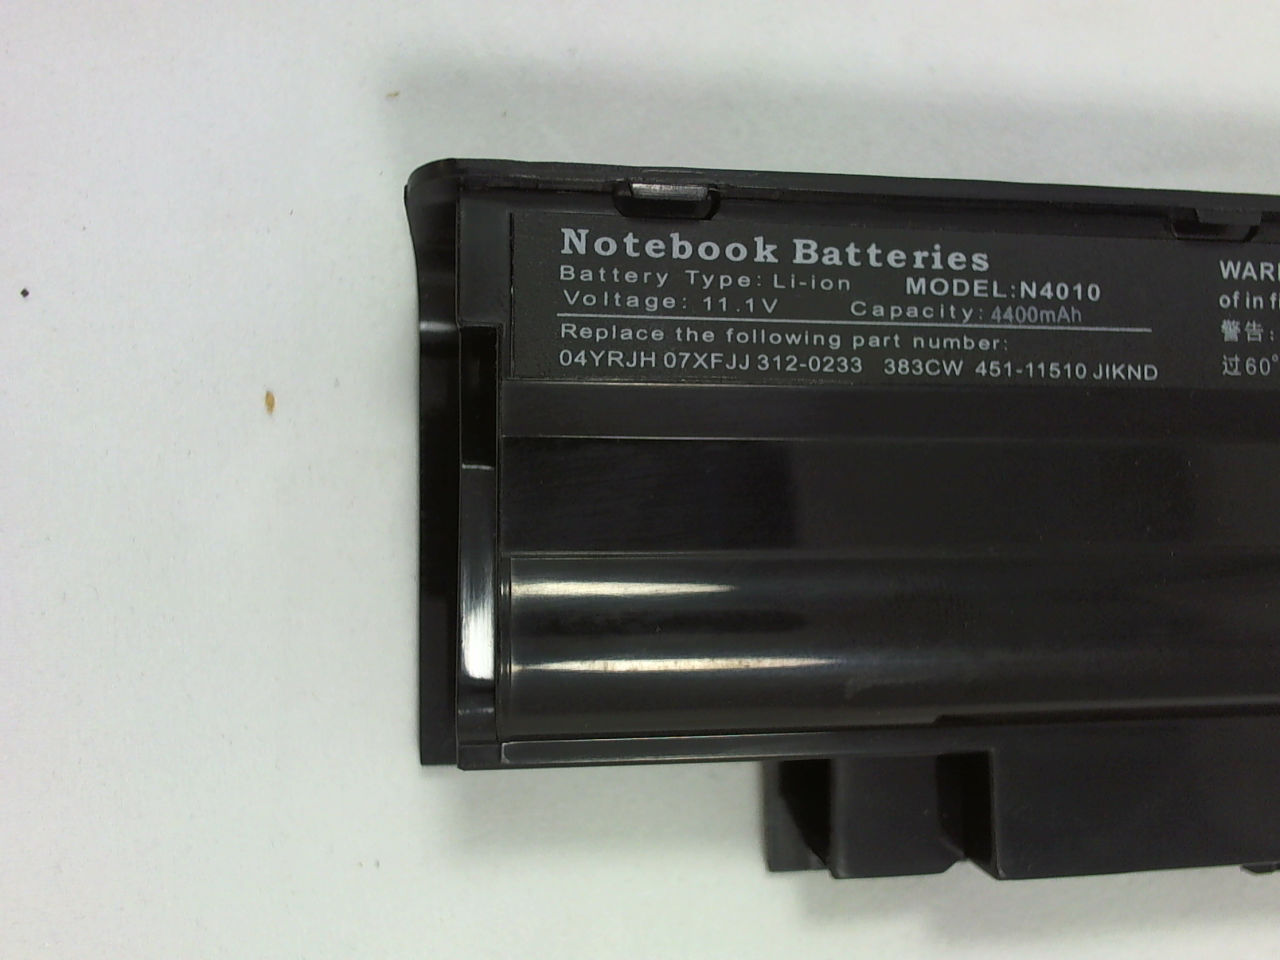 Notebook Batteries
Battery Type: Li-ion MODEL:N4010
Voltage: 11.1V Capacity: 4400mAh
Replace the following part number:
04YRJH 07XFJJ 312-0233 383CW 451-11510 JIKND
of in
警告:
过60°